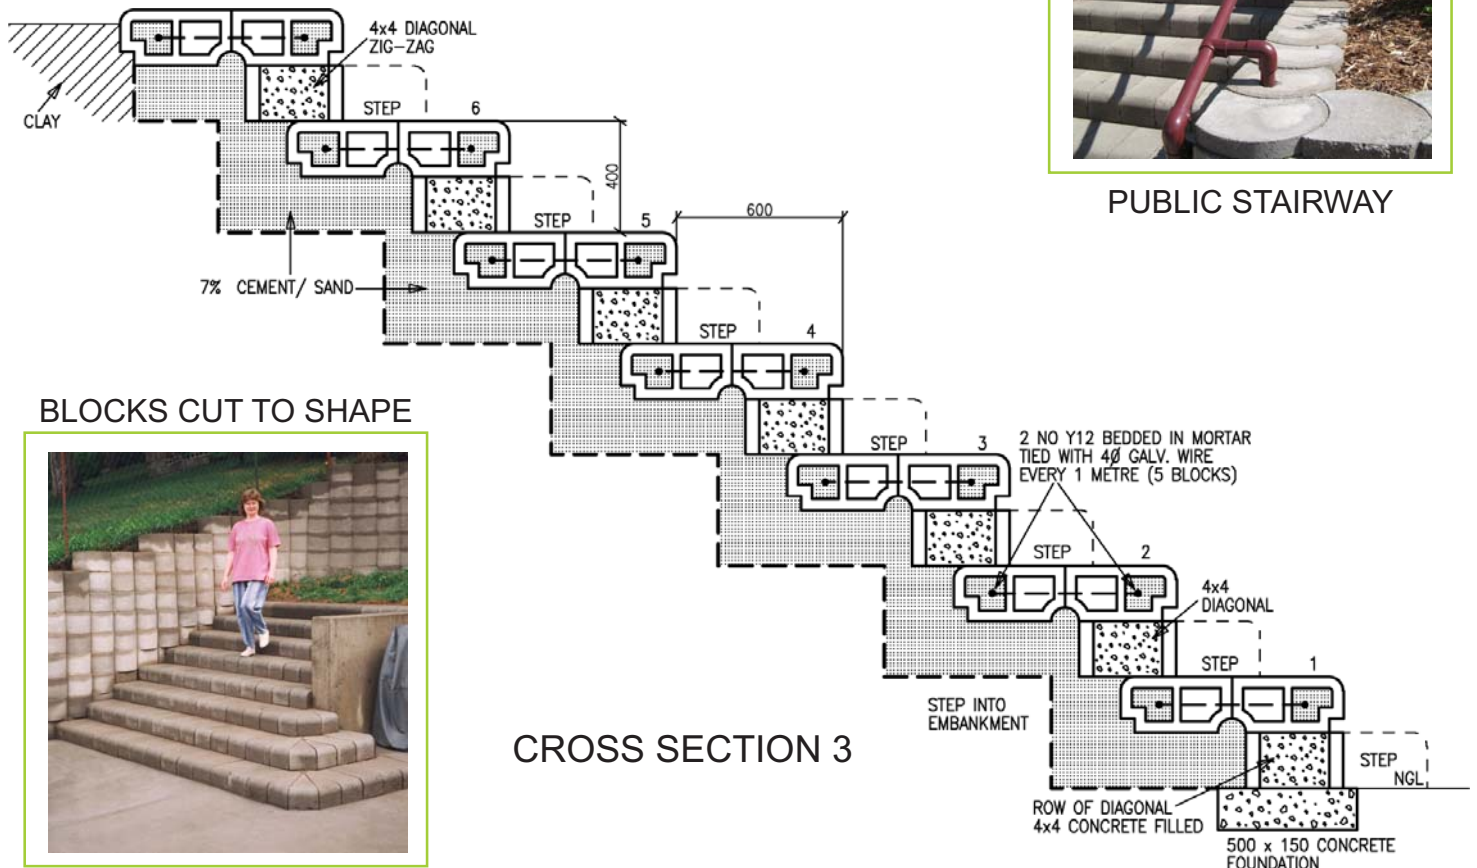 4x4 DIAGONAL
ZIG-ZAG
CLAY
STEP 6
400
STEP 5
600
PUBLIC STAIRWAY
7% CEMENT/ SAND
STEP 4
BLOCKS CUT TO SHAPE
STEP 3
2 NO Y12 BEDDED IN MORTAR
TIED WITH 4Ø GALV. WIRE
EVERY 1 METRE (5 BLOCKS)
STEP 2
4x4
DIAGONAL
STEP 1
STEP INTO
EMBANKMENT
CROSS SECTION 3
STEP
NGL
ROW OF DIAGONAL
4x4 CONCRETE FILLED
500 x 150 CONCRETE
FOUNDATION